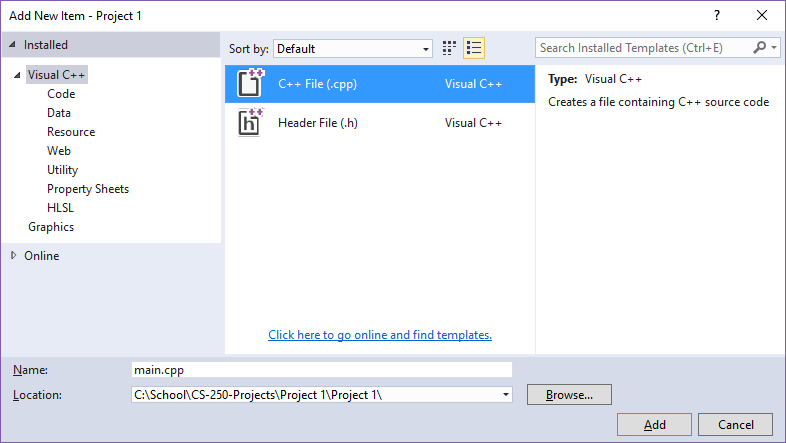 Add New Item - Project 1
?
Installed
Visual C++
Code
Data
Resource
Web
Utility
Property Sheets
HLSL
Graphics
Online
Sort by: Default
Search Installed Templates (Ctrl+E)
C++ File (.cpp) Visual C++
Header File (.h) Visual C++
Click here to go online and find templates.
Type: Visual C++
Creates a file containing C++ source code
Name: main.cpp
Location: C:\School\CS-250-Projects\Project 1\Project 1\
Browse...
Add Cancel